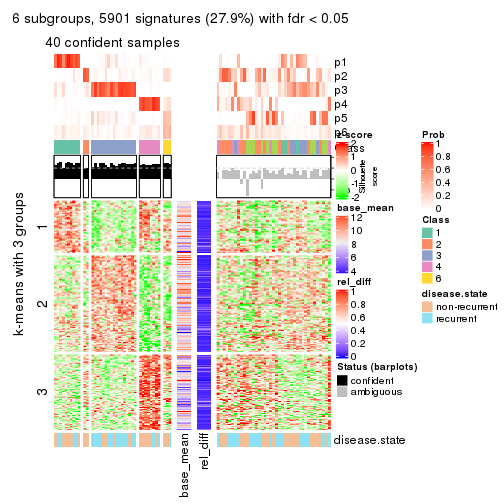 6 subgroups, 5901 signatures (27.9%) with fdr < 0.05
40 confident samples
p1
p2
p3
p4
p5
p6
z-score
2
1
0
-1
-2
Class
Silhouette
score
k-means with 3 groups
1
2
3
base_mean
12
10
8
6
4
rel_diff
1
0.8
0.6
0.4
0.2
0
Status (barplots)
confident
ambiguous
Prob
1
0.8
0.6
0.4
0.2
0
Class
1
2
3
4
6
disease.state
non-recurrent
recurrent
disease.state
base_mean
rel_diff